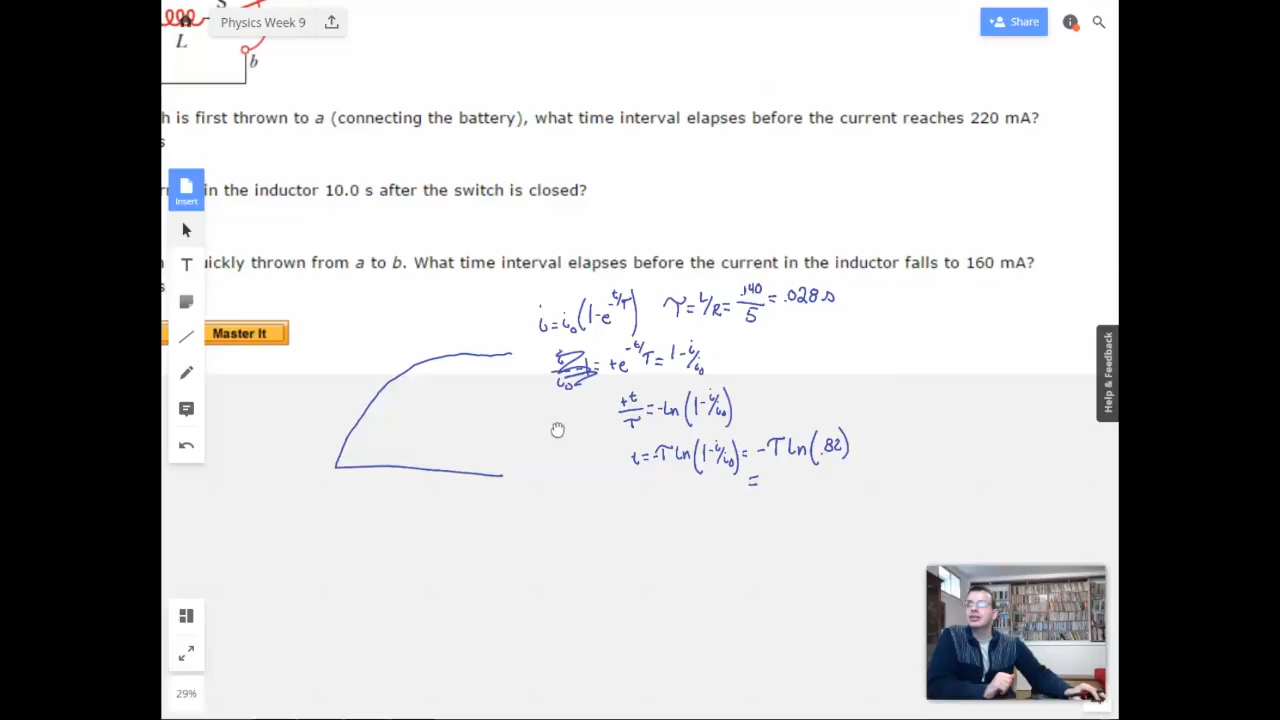 S
Physics Week 9
Share
L
b
h is first thrown to a (connecting the battery), what time interval elapses before the current reaches 220 mA?
s
Insert
in the inductor 10.0 s after the switch is closed?
T
uickly thrown from a to b. What time interval elapses before the current in the inductor falls to 160 mA?
s
Master It
i = i₀(1-e^(-t/τ)) τ = L/R = .140/5 = .028 s
+e^(-t/τ) = 1 - i/i₀
+t/τ = -ln(1-i/i₀)
t = -τ ln(1-i/i₀) = -τ ln(.82)
=
Help & Feedback
29%